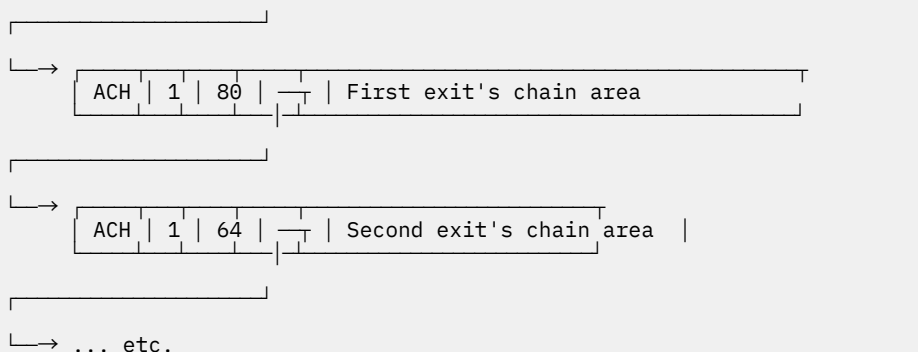 ACH │ 1 │ 80 │ ──┬ │ First exit's chain area
ACH │ 1 │ 64 │ ──┬ │ Second exit's chain area │
... etc.